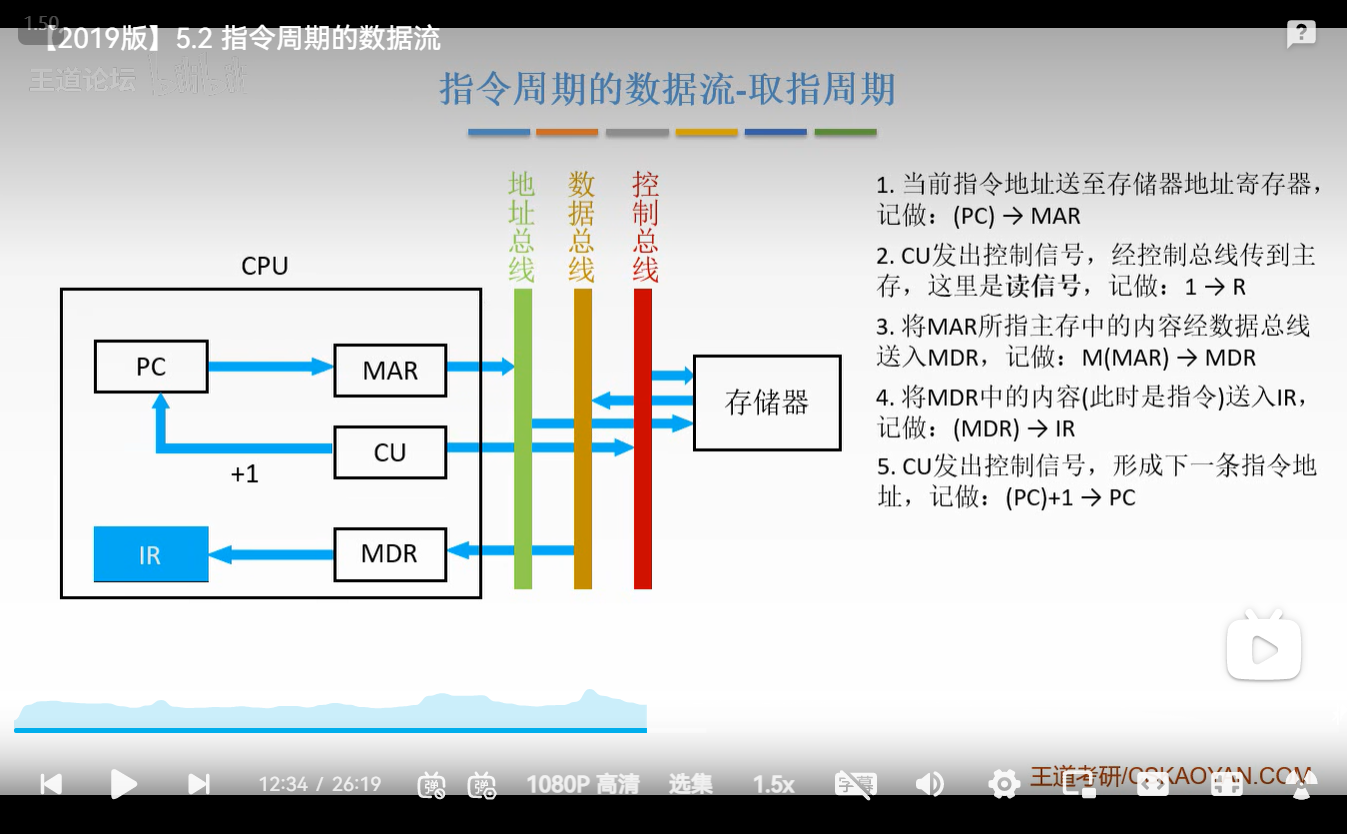 1.50
【2019版】5.2 指令周期的数据流
王道论坛 bilibili
指令周期的数据流-取指周期
地址总线
数据总线
控制总线
CPU
PC
MAR
CU
+1
IR
MDR
存储器
1. 当前指令地址送至存储器地址寄存器，
记做：(PC) → MAR
2. CU发出控制信号，经控制总线传到主
存，这里是读信号，记做：1 → R
3. 将MAR所指主存中的内容经数据总线
送入MDR，记做：M(MAR) → MDR
4. 将MDR中的内容(此时是指令)送入IR，
记做：(MDR) → IR
5. CU发出控制信号，形成下一条指令地
址，记做：(PC)+1 → PC
12:34 / 26:19
弹
弹
1080P 高清
选集
1.5x
字幕
王道考研/CSKAOYAN.COM